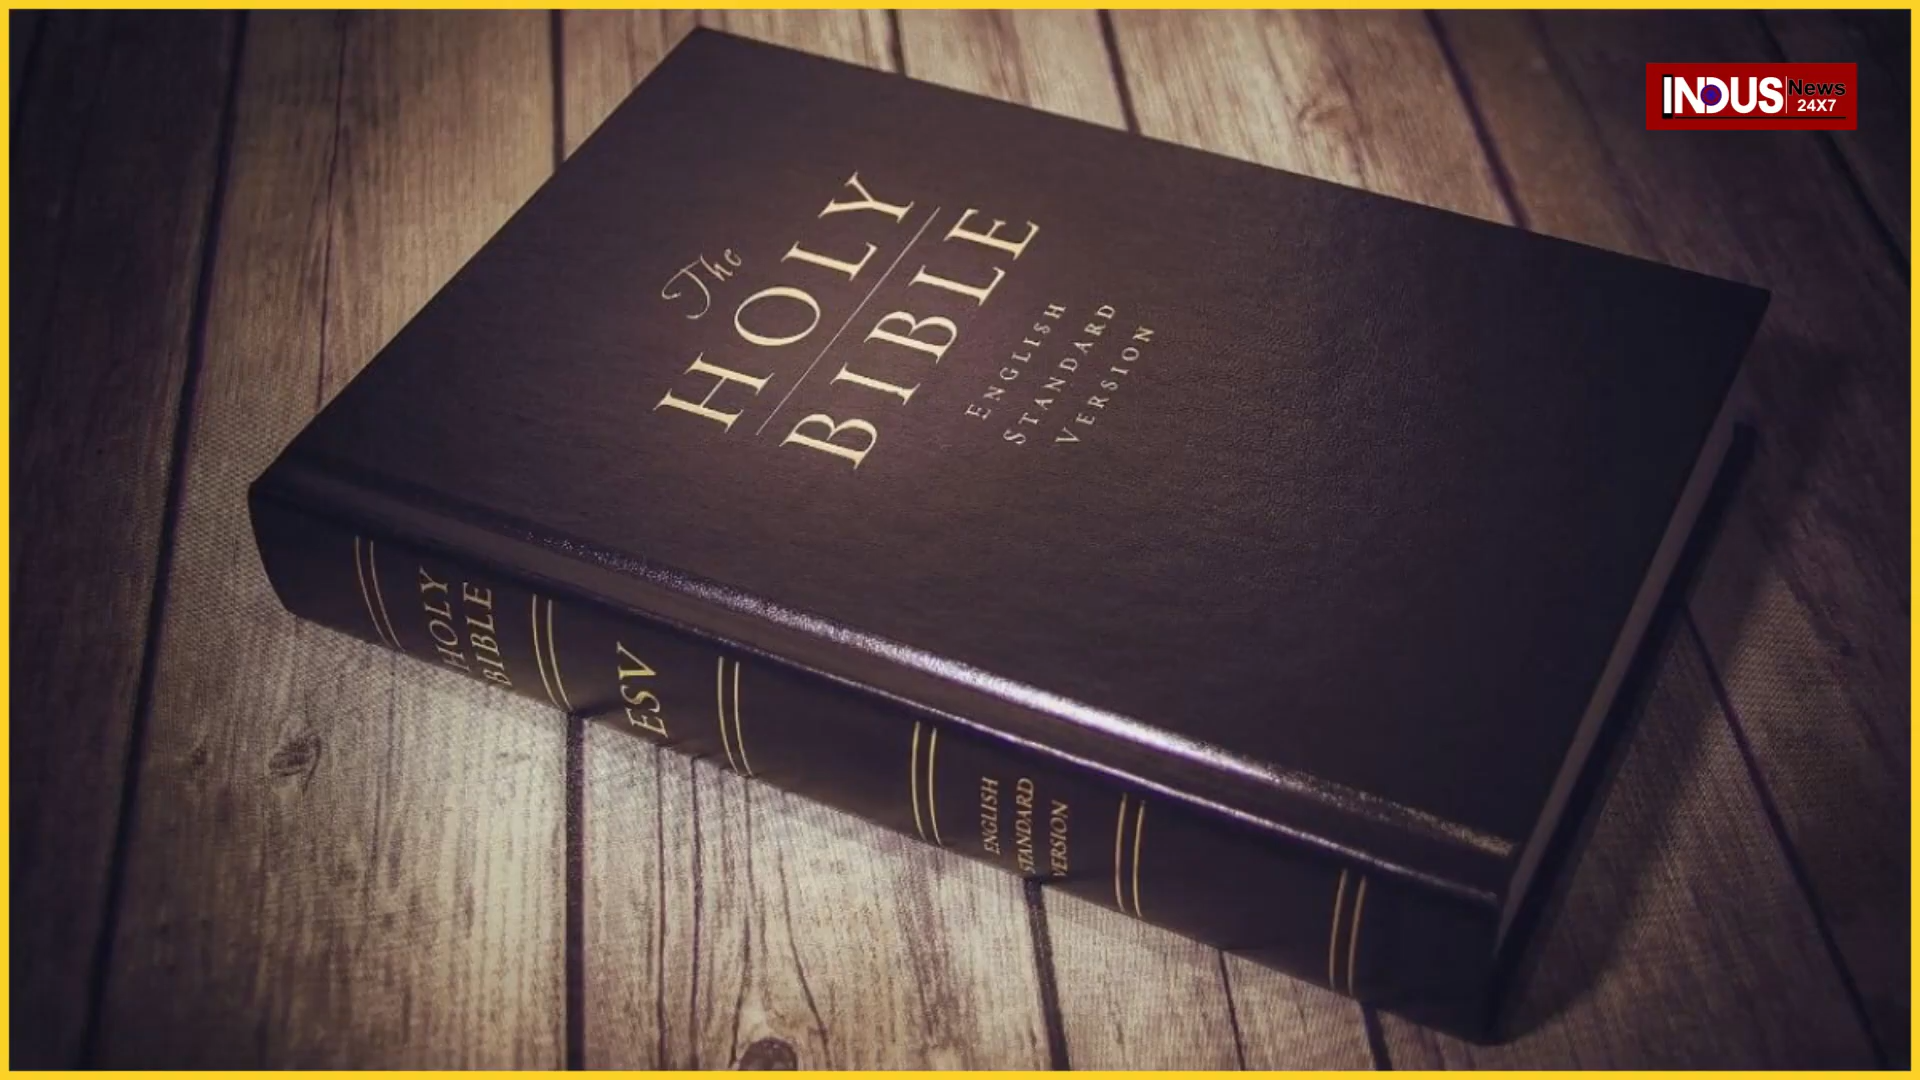 INDUS News
24X7
The
HOLY
BIBLE
ENGLISH
STANDARD
VERSION
HOLY
BIBLE
ESV
ENGLISH
STANDARD
VERSION